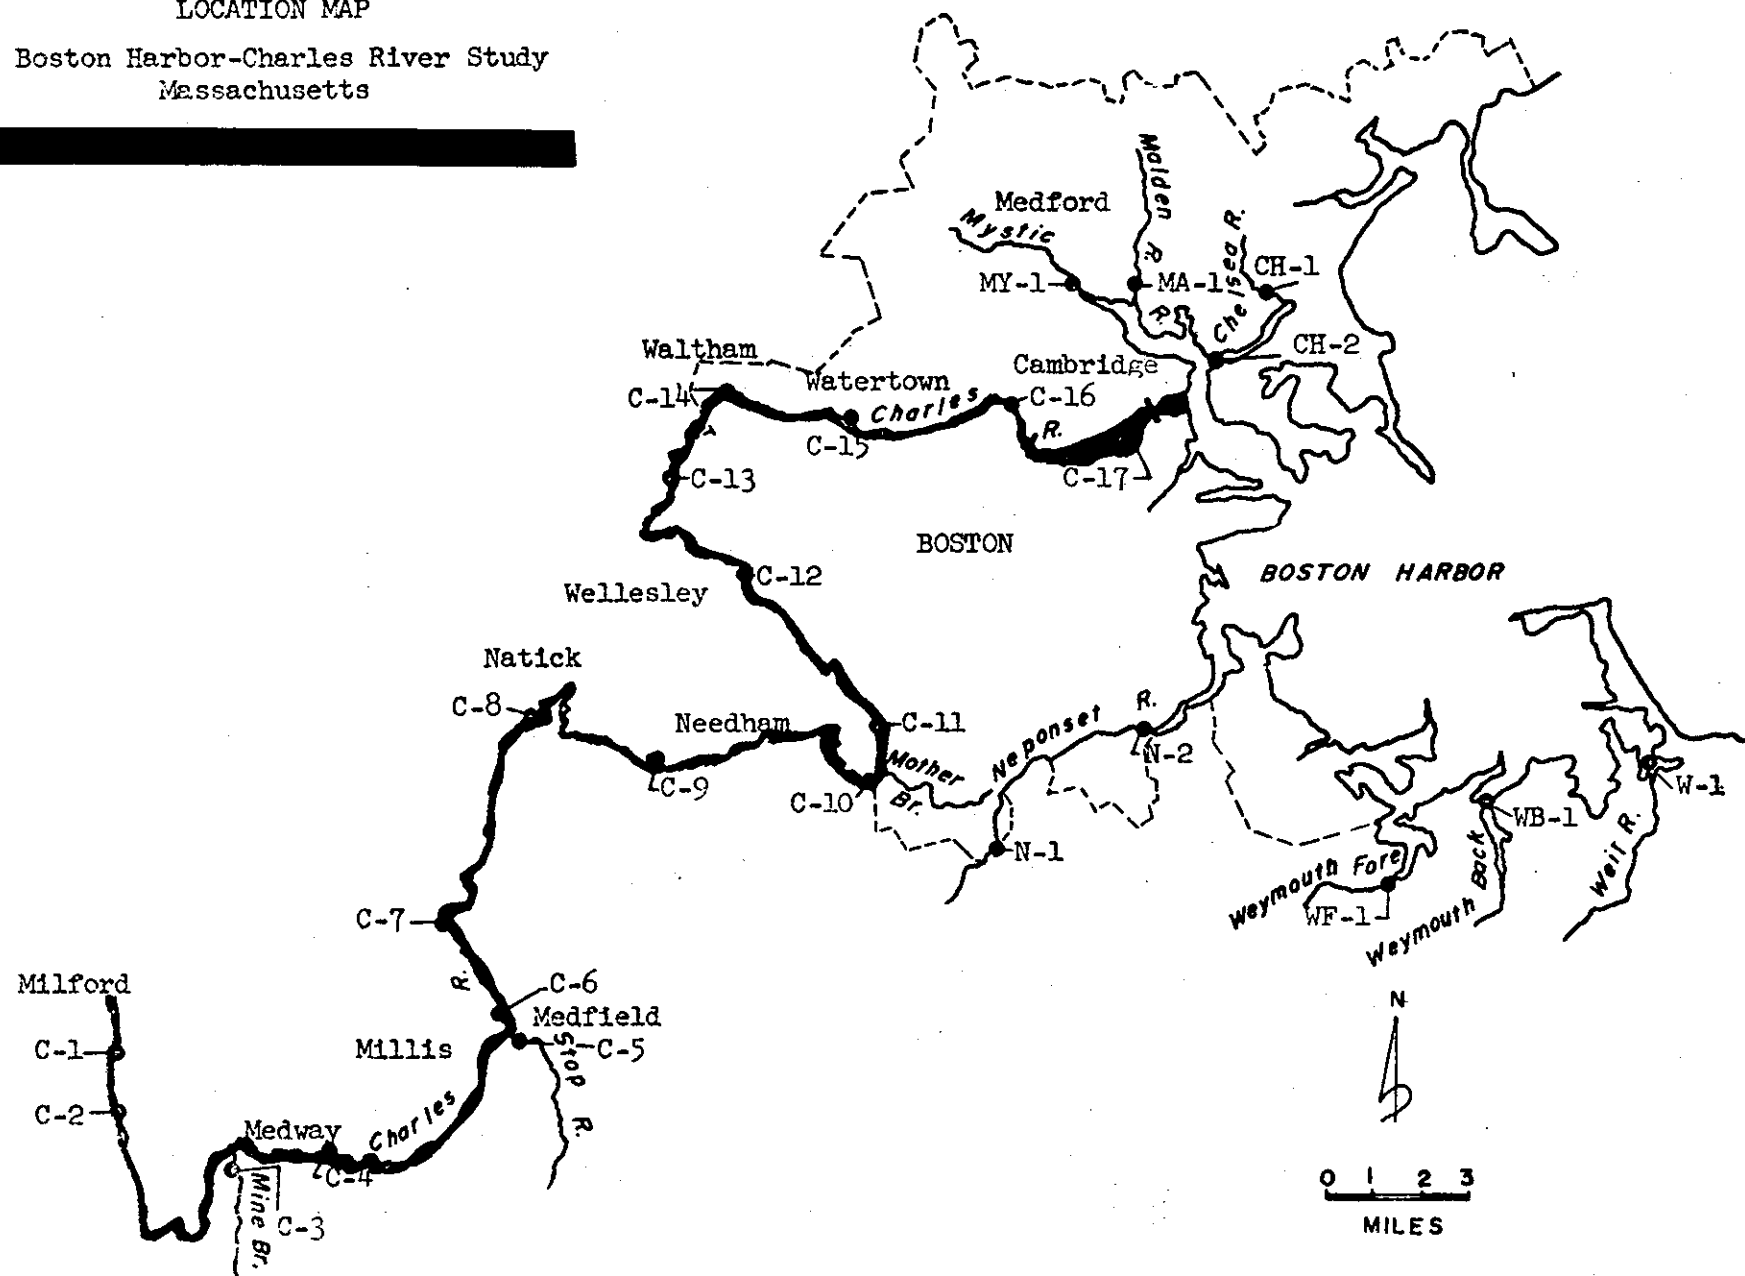 LOCATION MAP
Boston Harbor-Charles River Study
Massachusetts
Medford
Mystic
R.
Malden
R.
Chelsea R.
MY-1
MA-1
CH-1
CH-2
Waltham
Watertown
Cambridge
C-14
C-15
Charles
R.
C-16
C-17
C-13
BOSTON
BOSTON HARBOR
C-12
Wellesley
Natick
C-8
Needham
C-11
C-9
C-10
Mother
Br.
Neponset
R.
N-2
N-1
W-1
WB-1
Weir R.
Weymouth Fore
WF-1
Weymouth Back
C-7
R.
C-6
Medfield
C-5
Stop
R.
Milford
C-1
C-2
Millis
Medway
Charles
C-4
C-3
Mine Br.
N
0 1 2 3
MILES